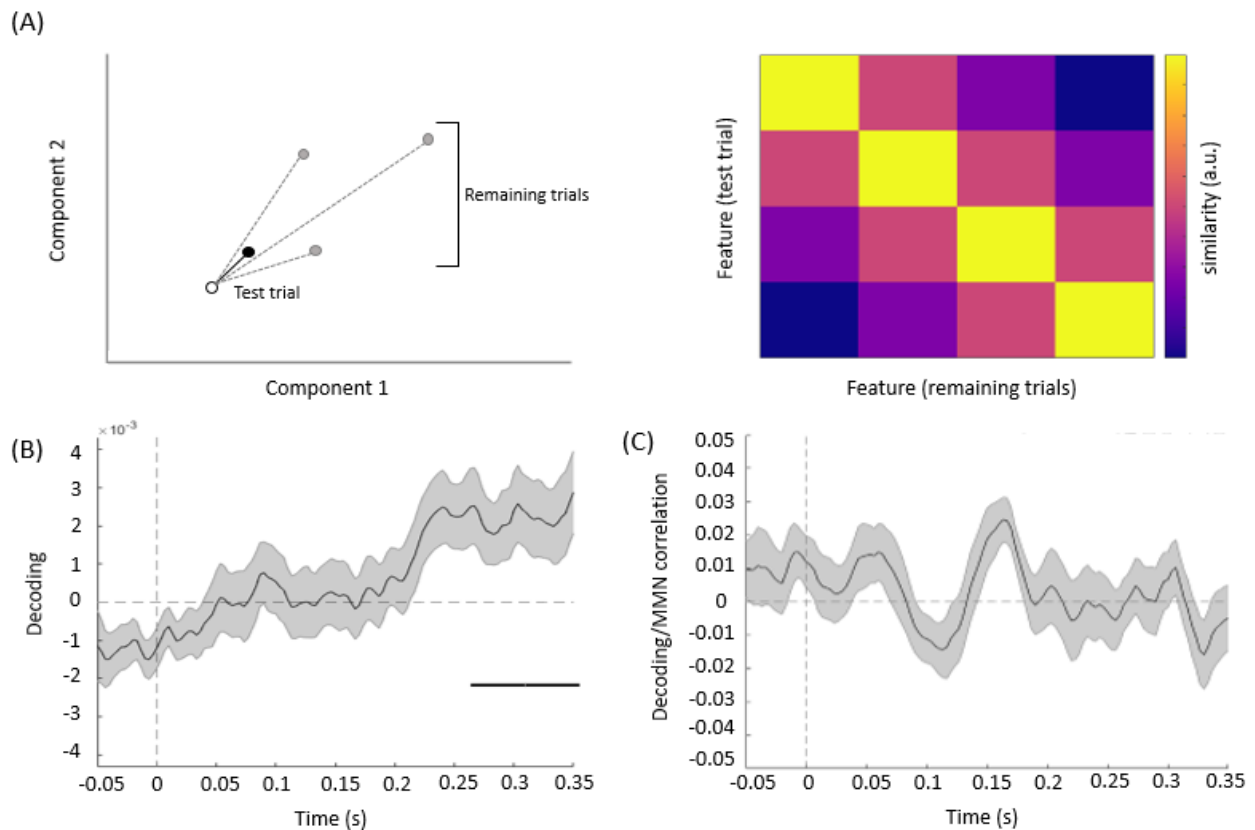 (A)
Component 2
Remaining trials
Test trial
Component 1
Feature (test trial)
similarity (a.u.)
Feature (remaining trials)
(B)
×10⁻³
4
3
2
1
0
-1
-2
-3
-4
Decoding
-0.05 0 0.05 0.1 0.15 0.2 0.25 0.3 0.35
Time (s)
(C)
0.05
0.04
0.03
0.02
0.01
0
-0.01
-0.02
-0.03
-0.04
-0.05
Decoding/MMN correlation
-0.05 0 0.05 0.1 0.15 0.2 0.25 0.3 0.35
Time (s)